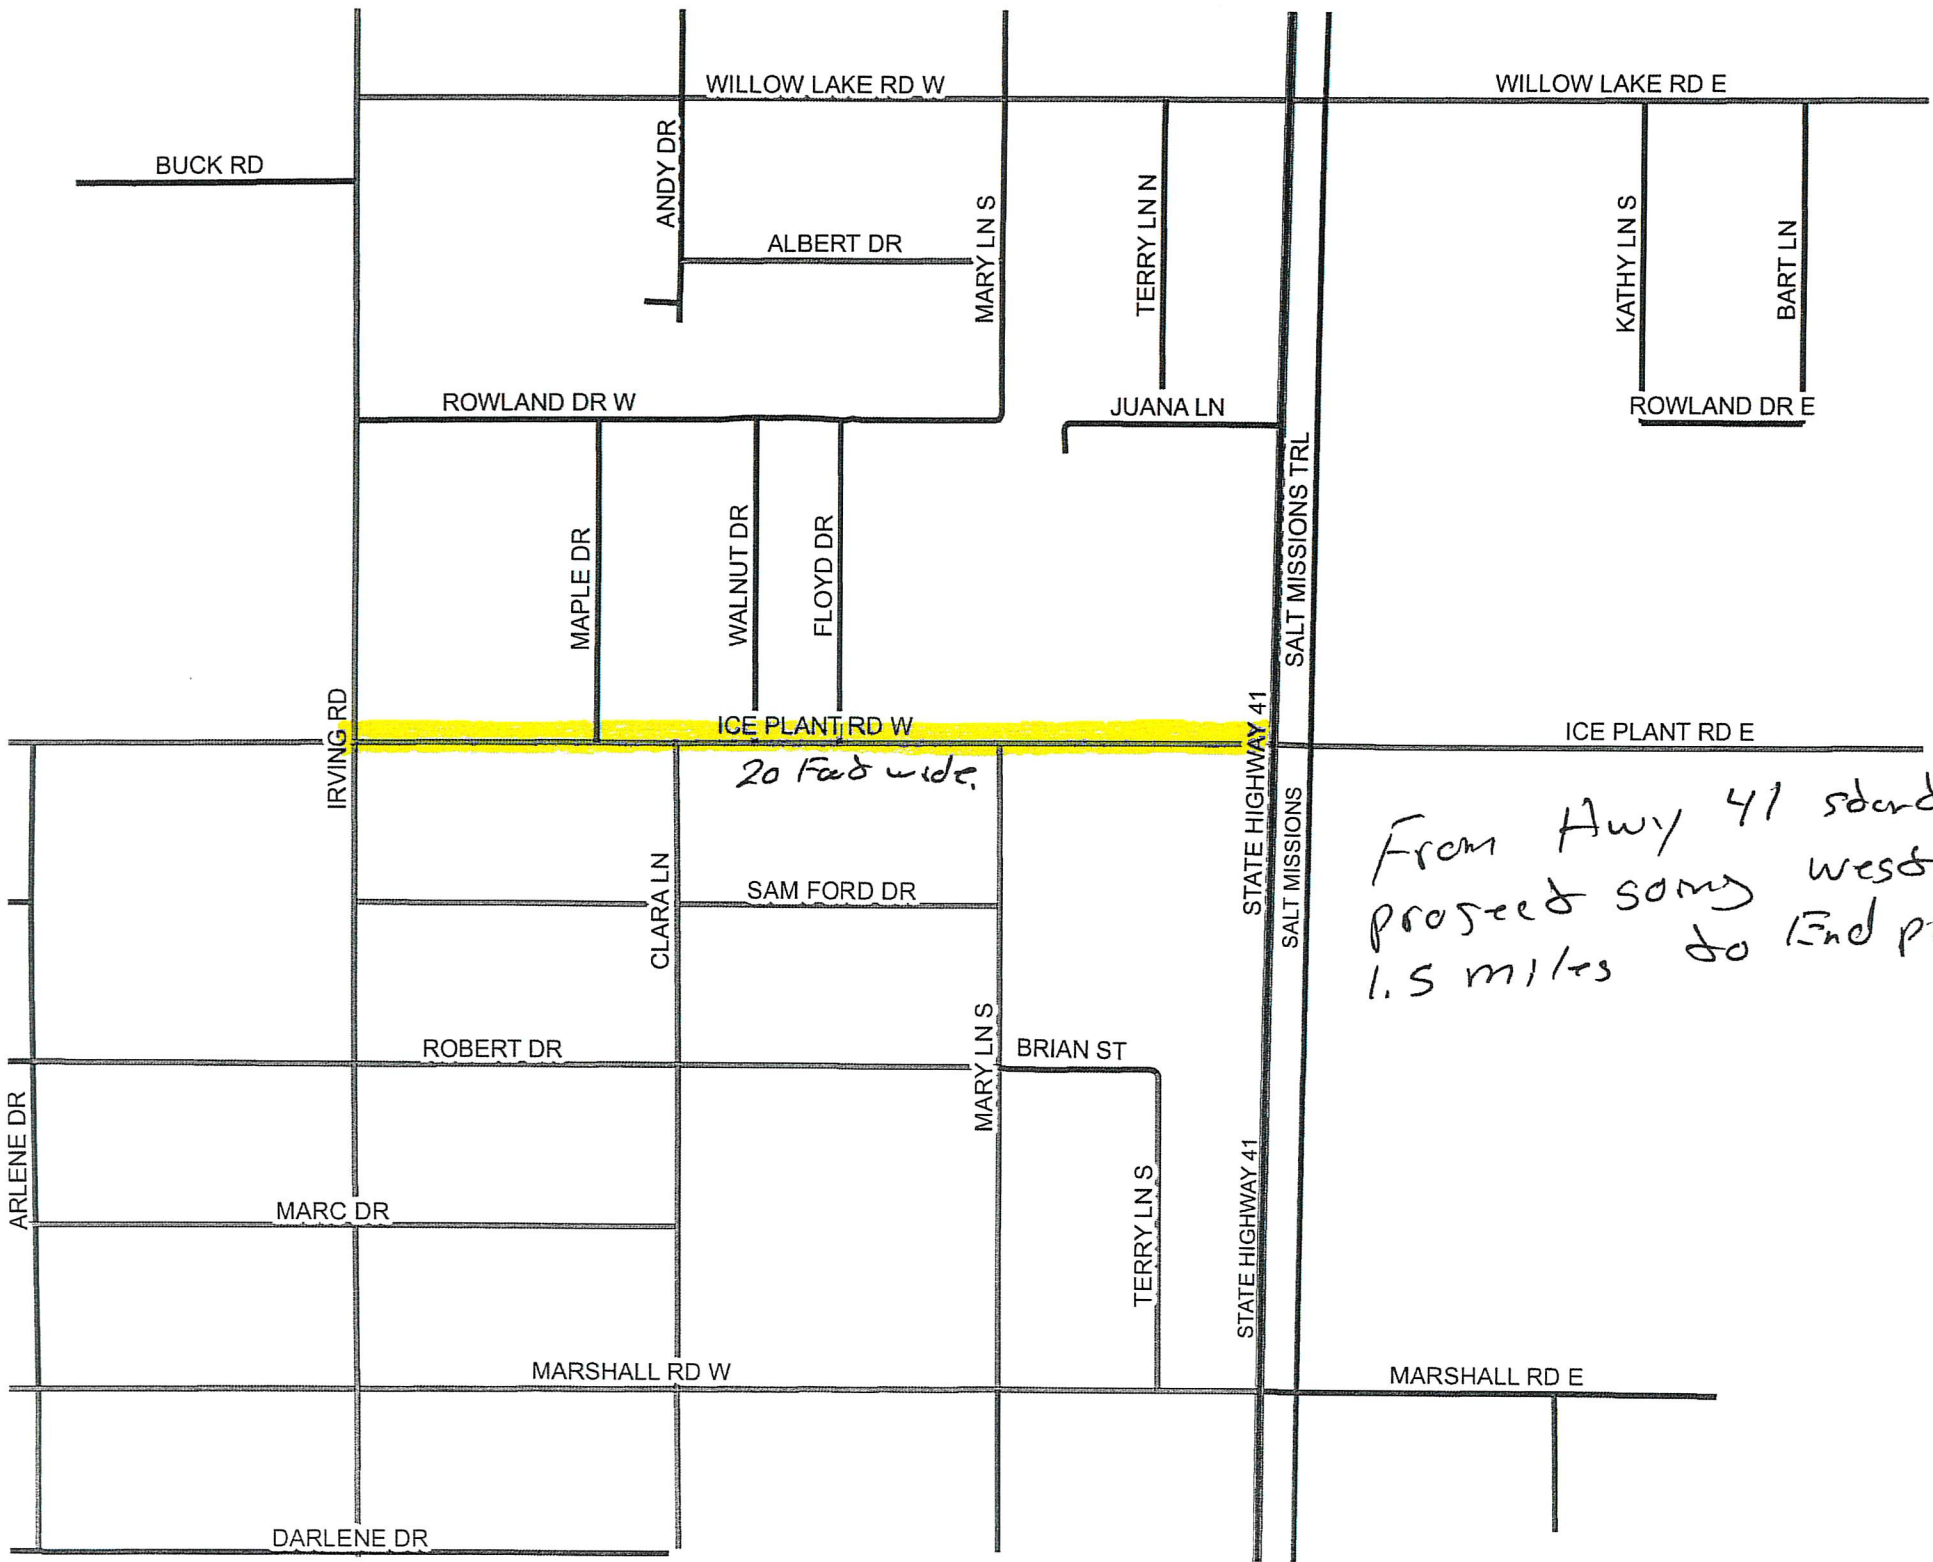 WILLOW LAKE RD W
WILLOW LAKE RD E
BUCK RD
ANDY DR
ALBERT DR
MARY LN S
TERRY LN N
KATHY LN S
BART LN
ROWLAND DR W
JUANA LN
ROWLAND DR E
MAPLE DR
WALNUT DR
FLOYD DR
SALT MISSIONS TRL
IRVING RD
ICE PLANT RD W
STATE HIGHWAY 41
ICE PLANT RD E
20 Foot wide.
From Hwy 41
west
1.5 miles to End
SALT MISSIONS
CLARA LN
SAM FORD DR
ROBERT DR
MARY LN S
BRIAN ST
ARLENE DR
MARC DR
TERRY LN S
STATE HIGHWAY 41
MARSHALL RD W
MARSHALL RD E
DARLENE DR